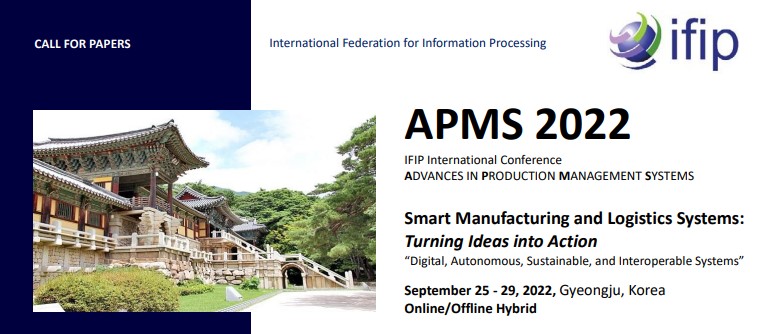 CALL FOR PAPERS
International Federation for Information Processing
ifip
APMS 2022
IFIP International Conference
ADVANCES IN PRODUCTION MANAGEMENT SYSTEMS
Smart Manufacturing and Logistics Systems:
Turning Ideas into Action
“Digital, Autonomous, Sustainable, and Interoperable Systems”
September 25 - 29, 2022, Gyeongju, Korea
Online/Offline Hybrid